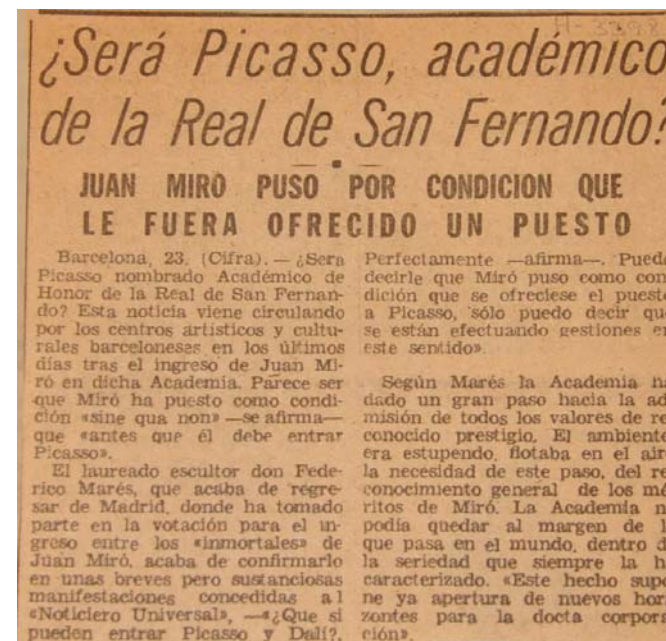 H-3398
¿Será Picasso, académico
de la Real de San Fernando?
JUAN MIRO PUSO POR CONDICION QUE
LE FUERA OFRECIDO UN PUESTO
Barcelona, 23. (Cifra). — ¿Sera
Picasso nombrado Académico de
Honor de la Real de San Fernan-
do? Esta noticia viene circulando
por los centros artísticos y cultu-
rales barceloneses en los últimos
días tras el ingreso de Juan Mi-
ró en dicha Academia. Parece ser
que Miró ha puesto como condi-
ción «sine qua non» —se afirma—
que «antes que él debe entrar
Picasso».
El laureado escultor don Fede-
rico Marés, que acaba de regre-
sar de Madrid, donde ha tomado
parte en la votación para el in-
greso entre los «inmortales» de
Juan Miró, acaba de confirmarlo
en unas breves pero sustanciosas
manifestaciones concedidas al
«Noticiero Universal», —«¿Que si
pueden entrar Picasso y Dalí?,
Perfectamente —afirma—. Puedo
decirle que Miró puso como con
dición que se ofreciese el puest
a Picasso, sólo puedo decir que
se están efectuando gestiones en
este sentido».
Según Marés la Academia h
dado un gran paso hacia la ad
misión de todos los valores de re
conocido prestigio. El ambiente
era estupendo, flotaba en el aire
la necesidad de este paso, del re
conocimiento general de los mé
ritos de Miró. La Academia n
podía quedar al margen de l
que pasa en el mundo, dentro d
la seriedad que siempre la h
caracterizado. «Este hecho supo
ne ya apertura de nuevos hori
zontes para la docta corpora
ción».